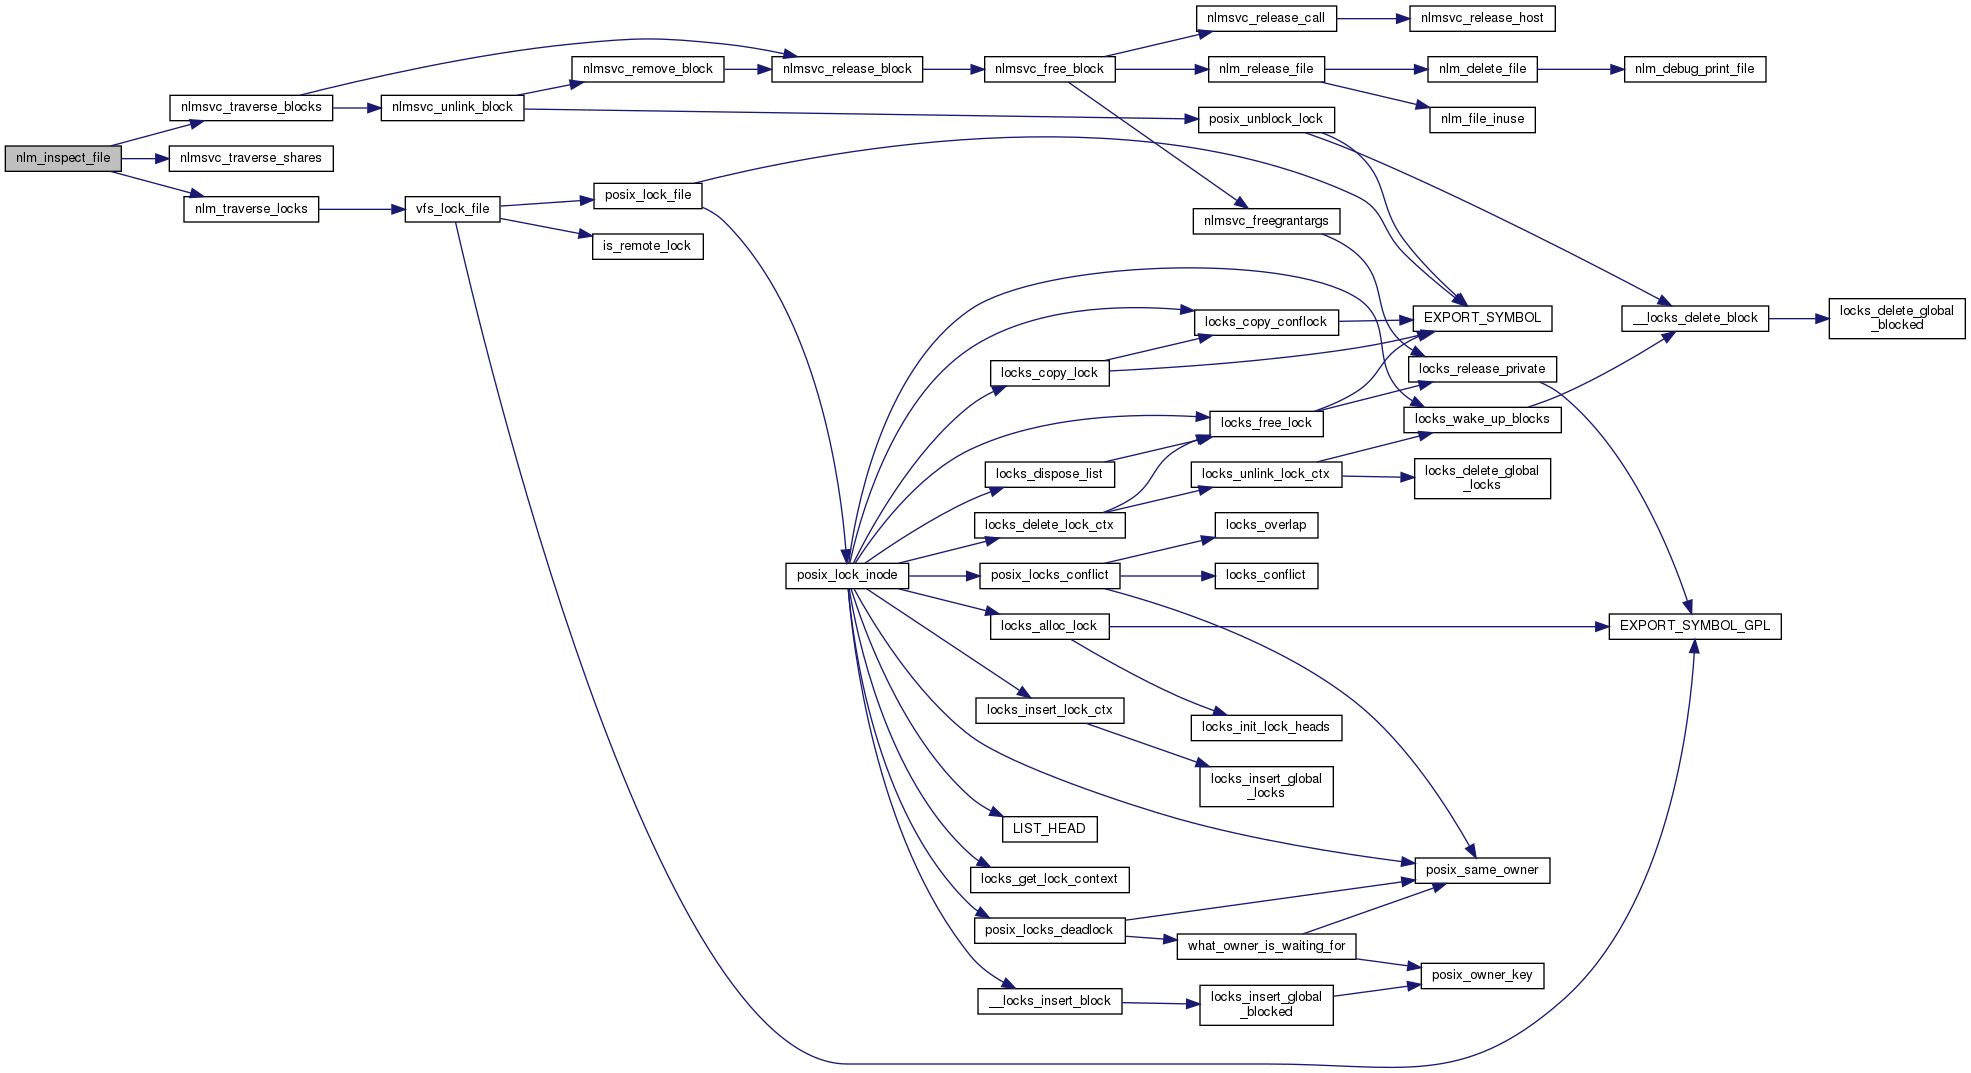 nlmsvc_release_call
nlmsvc_release_host
nlmsvc_remove_block
nlmsvc_release_block
nlmsvc_free_block
nlm_release_file
nlm_delete_file
nlm_debug_print_file
nlmsvc_traverse_blocks
nlmsvc_unlink_block
posix_unblock_lock
nlm_file_inuse
nlm_inspect_file
nlmsvc_traverse_shares
nlm_traverse_locks
vfs_lock_file
posix_lock_file
nlmsvc_freegrantargs
is_remote_lock
locks_copy_conflock
EXPORT_SYMBOL
__locks_delete_block
locks_delete_global
_blocked
locks_copy_lock
locks_release_private
locks_free_lock
locks_wake_up_blocks
locks_dispose_list
locks_unlink_lock_ctx
locks_delete_global
_locks
locks_delete_lock_ctx
locks_overlap
posix_lock_inode
posix_locks_conflict
locks_conflict
locks_alloc_lock
EXPORT_SYMBOL_GPL
locks_insert_lock_ctx
locks_init_lock_heads
locks_insert_global
_locks
LIST_HEAD
locks_get_lock_context
posix_same_owner
posix_locks_deadlock
what_owner_is_waiting_for
posix_owner_key
__locks_insert_block
locks_insert_global
_blocked